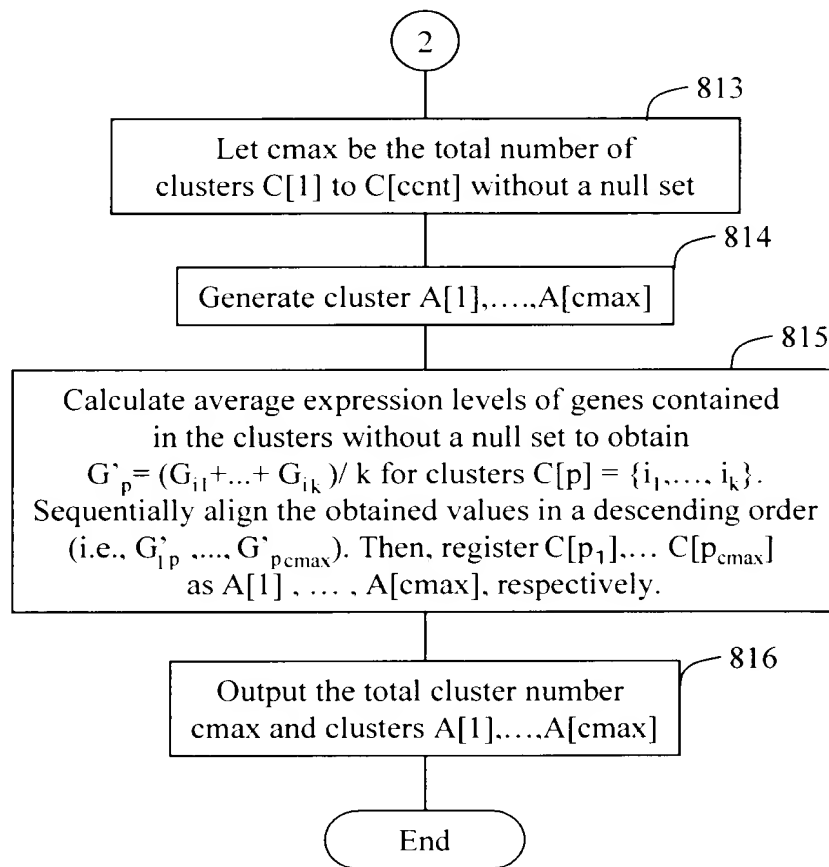 2
813
Let cmax be the total number of
clusters C[1] to C[ccnt] without a null set
814
Generate cluster A[1],....,A[cmax]
815
Calculate average expression levels of genes contained
in the clusters without a null set to obtain
G'p= (Gi1+...+ Gik)/ k for clusters C[p] = {i1,..., ik}.
Sequentially align the obtained values in a descending order
(i.e., G'1p ,..., G'pcmax). Then, register C[p1],... C[pcmax]
as A[1] , ... , A[cmax], respectively.
816
Output the total cluster number
cmax and clusters A[1],...,A[cmax]
End